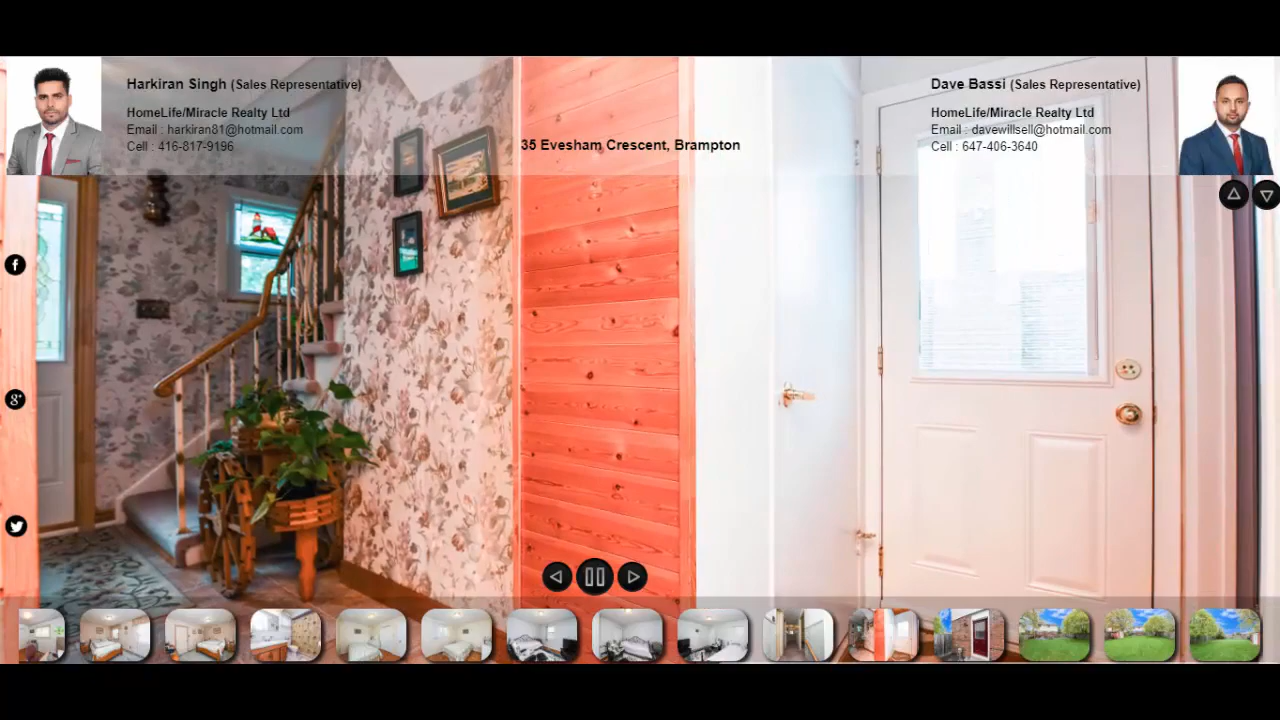 Harkiran Singh (Sales Representative)
HomeLife/Miracle Realty Ltd
Email : harkiran81@hotmail.com
Cell : 416-817-9196
35 Evesham Crescent, Brampton
Dave Bassi (Sales Representative)
HomeLife/Miracle Realty Ltd
Email : davewillsell@hotmail.com
Cell : 647-406-3640